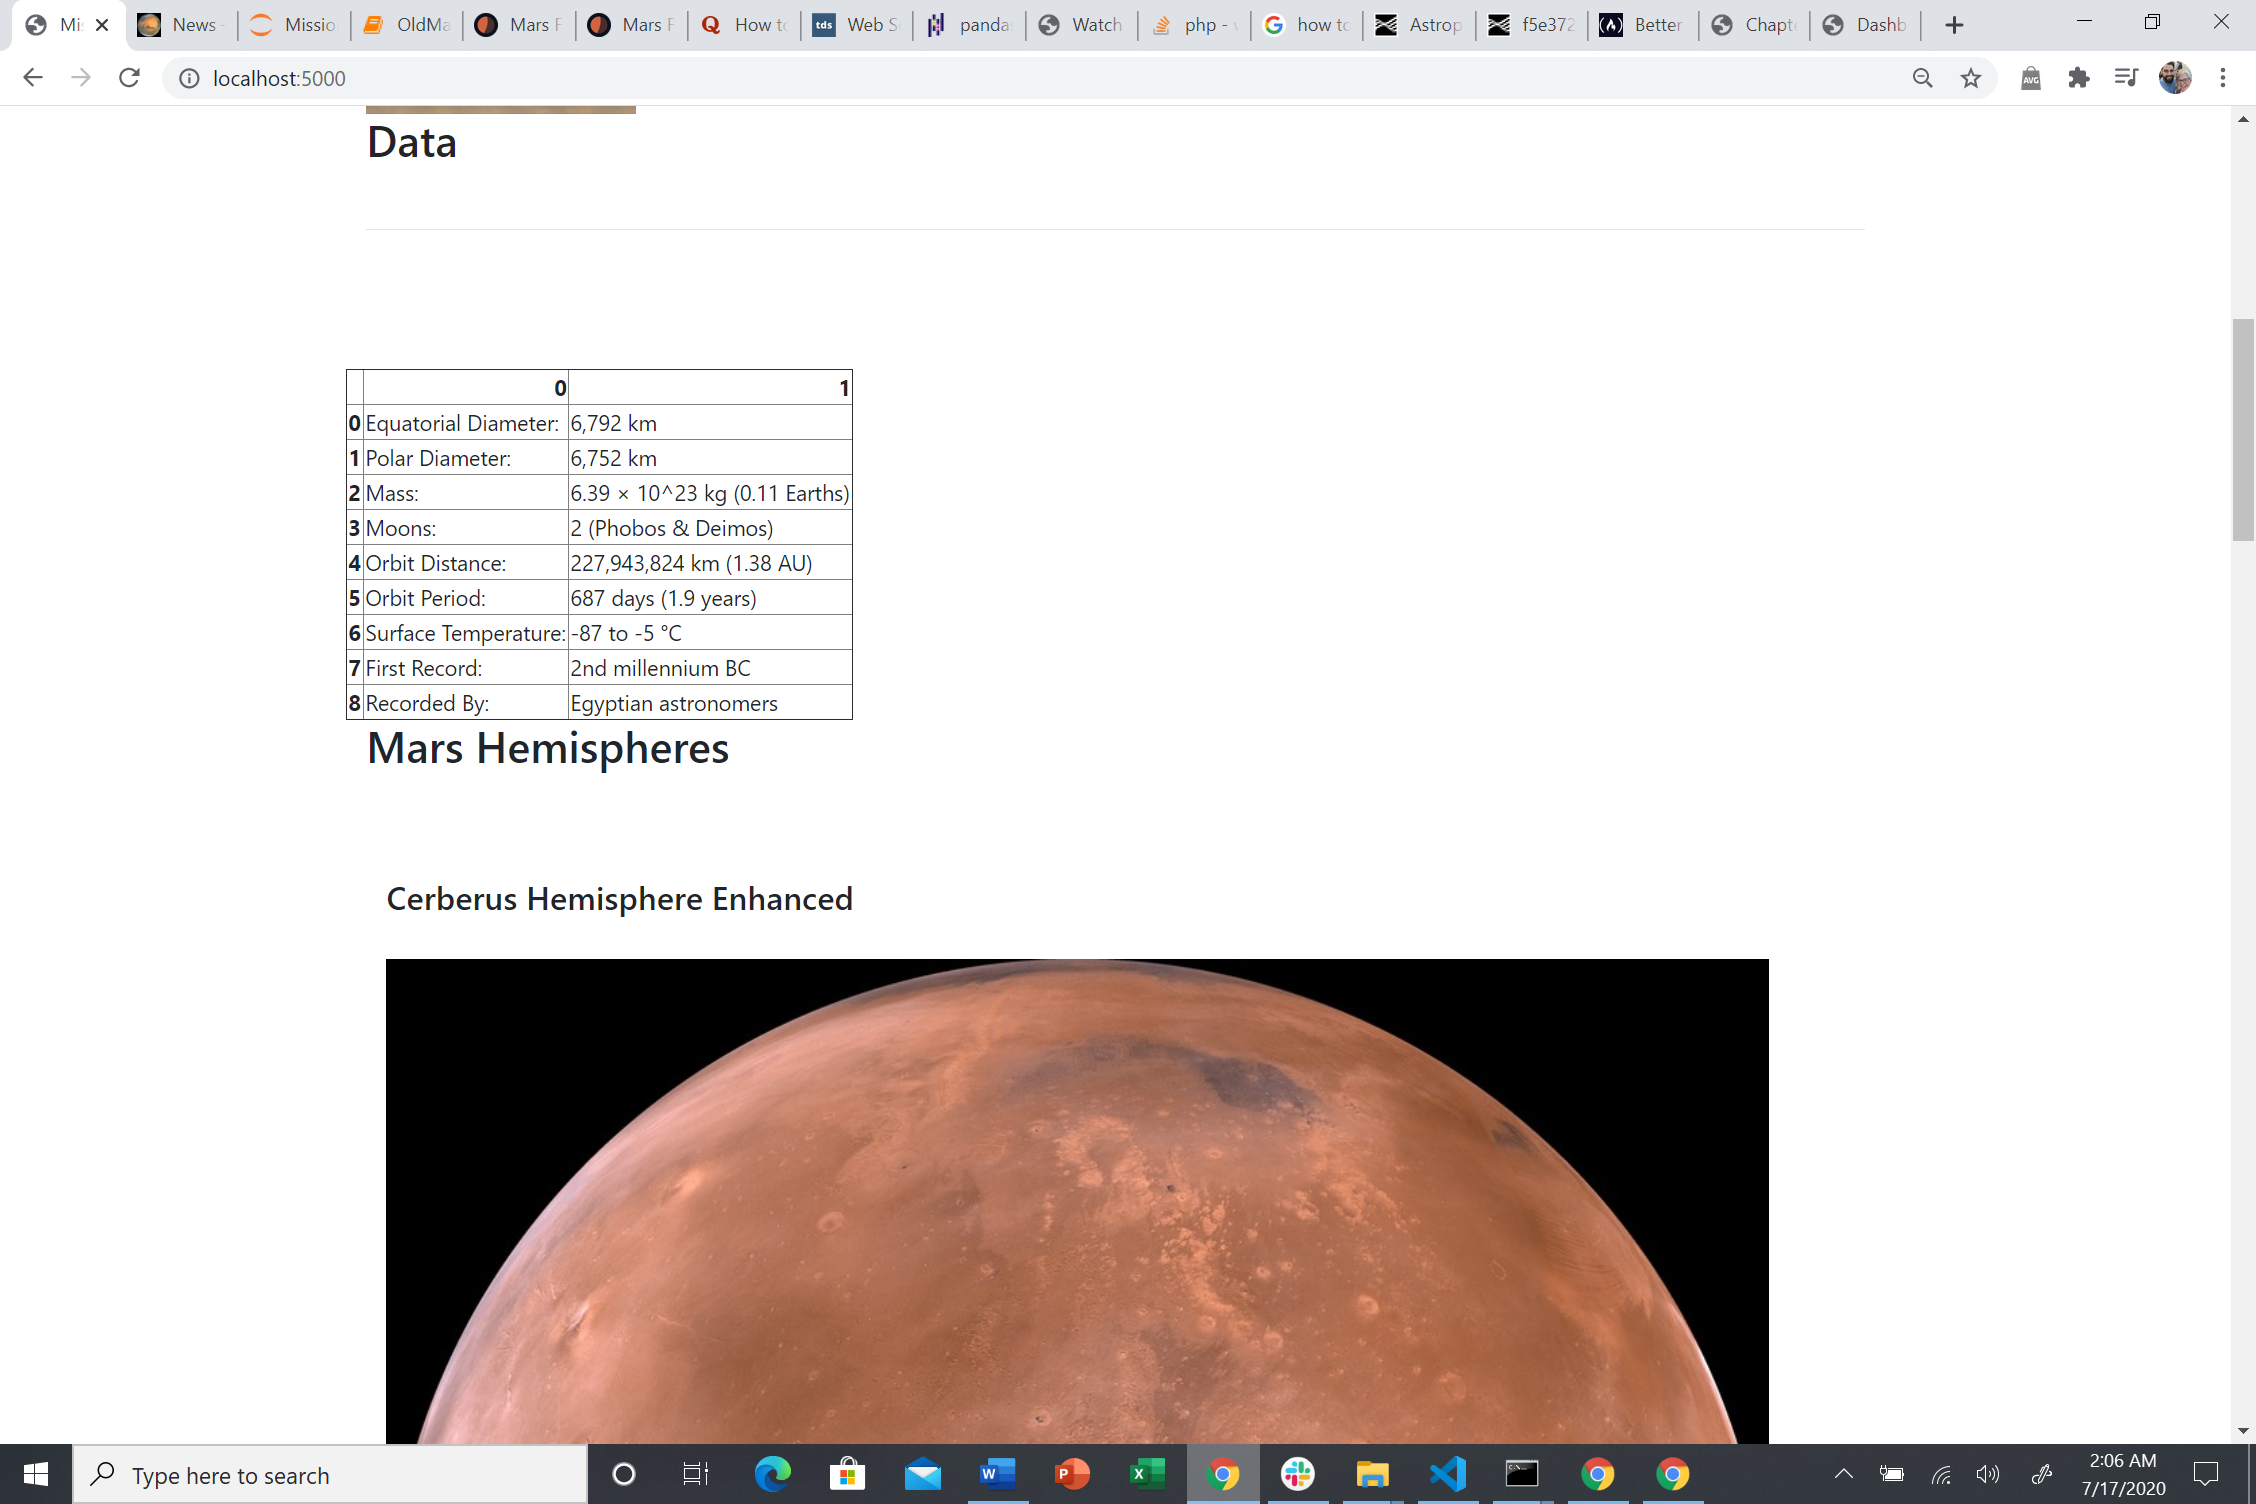 Mi News Missio OldMa Mars F Mars F How to Web S panda Watch php - how to Astrop f5e372 Better Chapt Dashb
localhost:5000
Data
0 1
0 Equatorial Diameter: 6,792 km
1 Polar Diameter: 6,752 km
2 Mass: 6.39 × 10^23 kg (0.11 Earths)
3 Moons: 2 (Phobos & Deimos)
4 Orbit Distance: 227,943,824 km (1.38 AU)
5 Orbit Period: 687 days (1.9 years)
6 Surface Temperature: -87 to -5 °C
7 First Record: 2nd millennium BC
8 Recorded By: Egyptian astronomers
Mars Hemispheres
Cerberus Hemisphere Enhanced
Type here to search
2:06 AM
7/17/2020